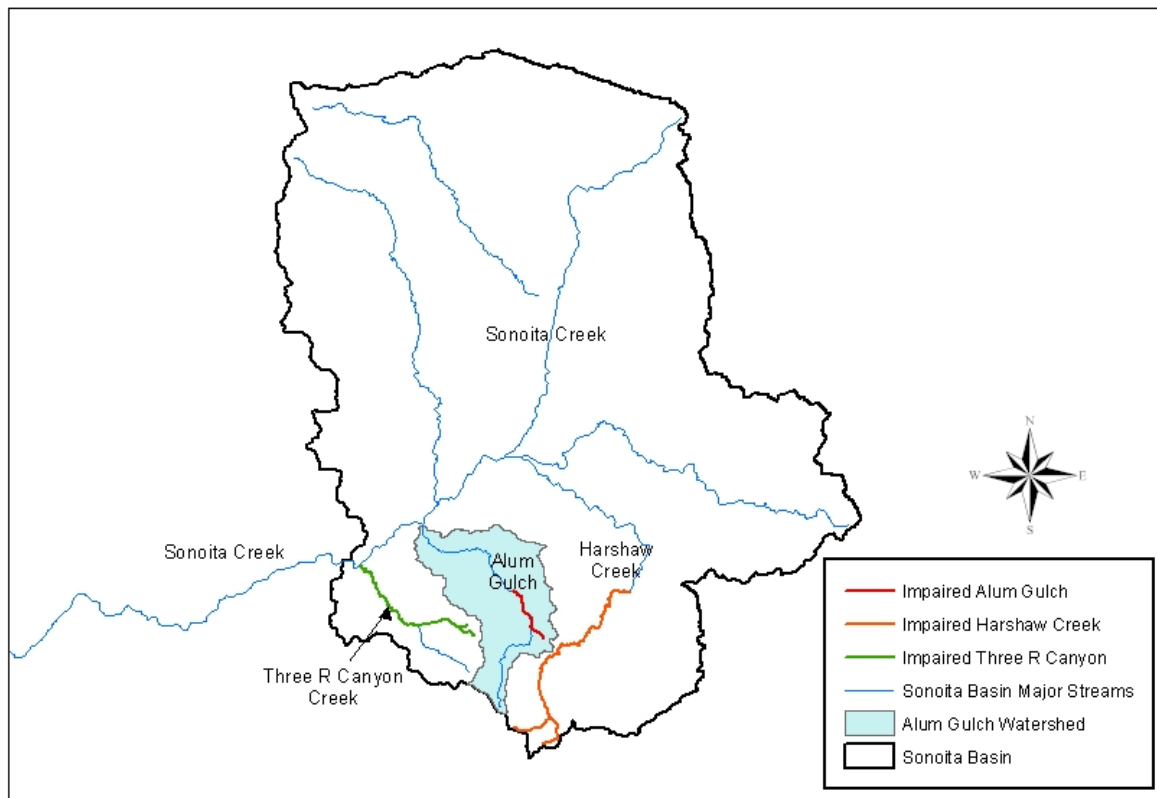 Sonoita Creek
N
W
E
S
Sonoita Creek
Alum
Gulch
Harshaw
Creek
Three R Canyon
Creek
Impaired Alum Gulch
Impaired Harshaw Creek
Impaired Three R Canyon
Sonoita Basin Major Streams
Alum Gulch Watershed
Sonoita Basin